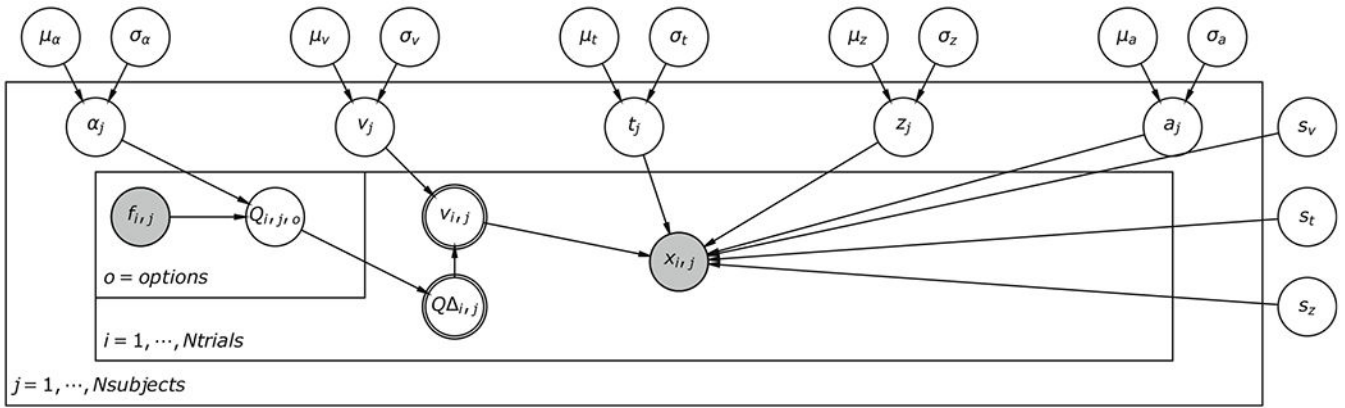 μα σα μv σv μt σt μz σz μa σa
αj vj tj zj aj sv
fi,j Qi,j,o vi,j st
xi,j
o = options QΔi,j sz
i = 1, ⋯, Ntrials
j = 1, ⋯, Nsubjects